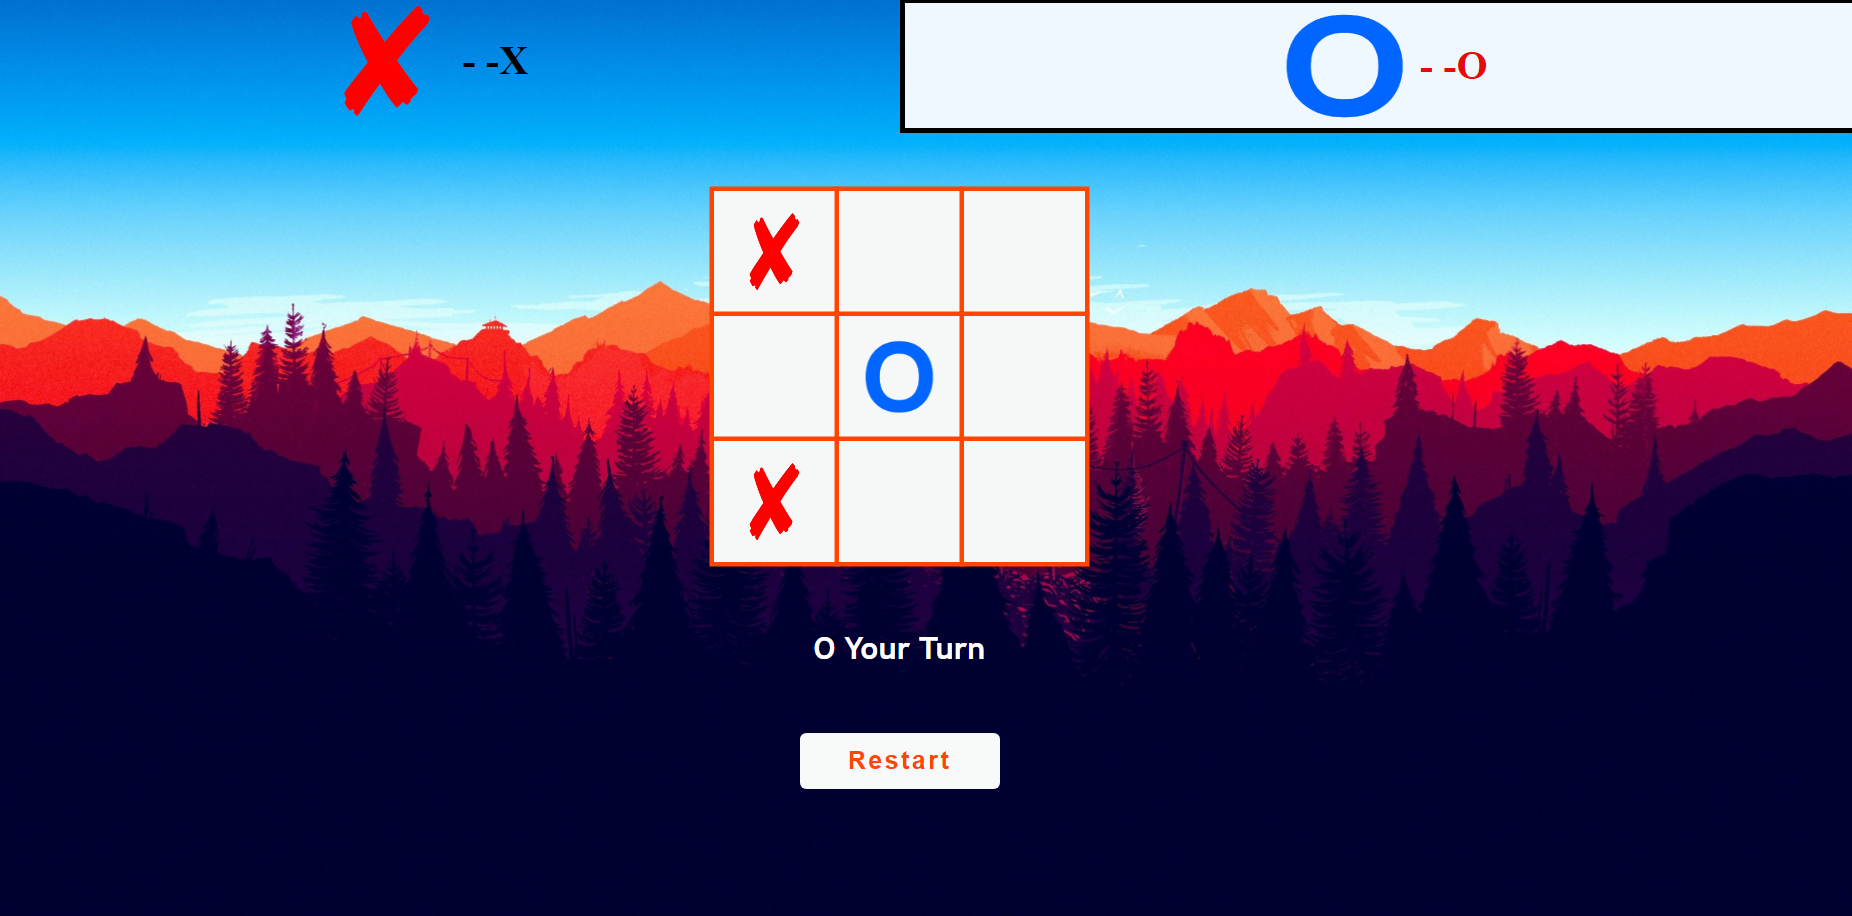 X - -X
O - -O
X
O
X
O Your Turn
Restart